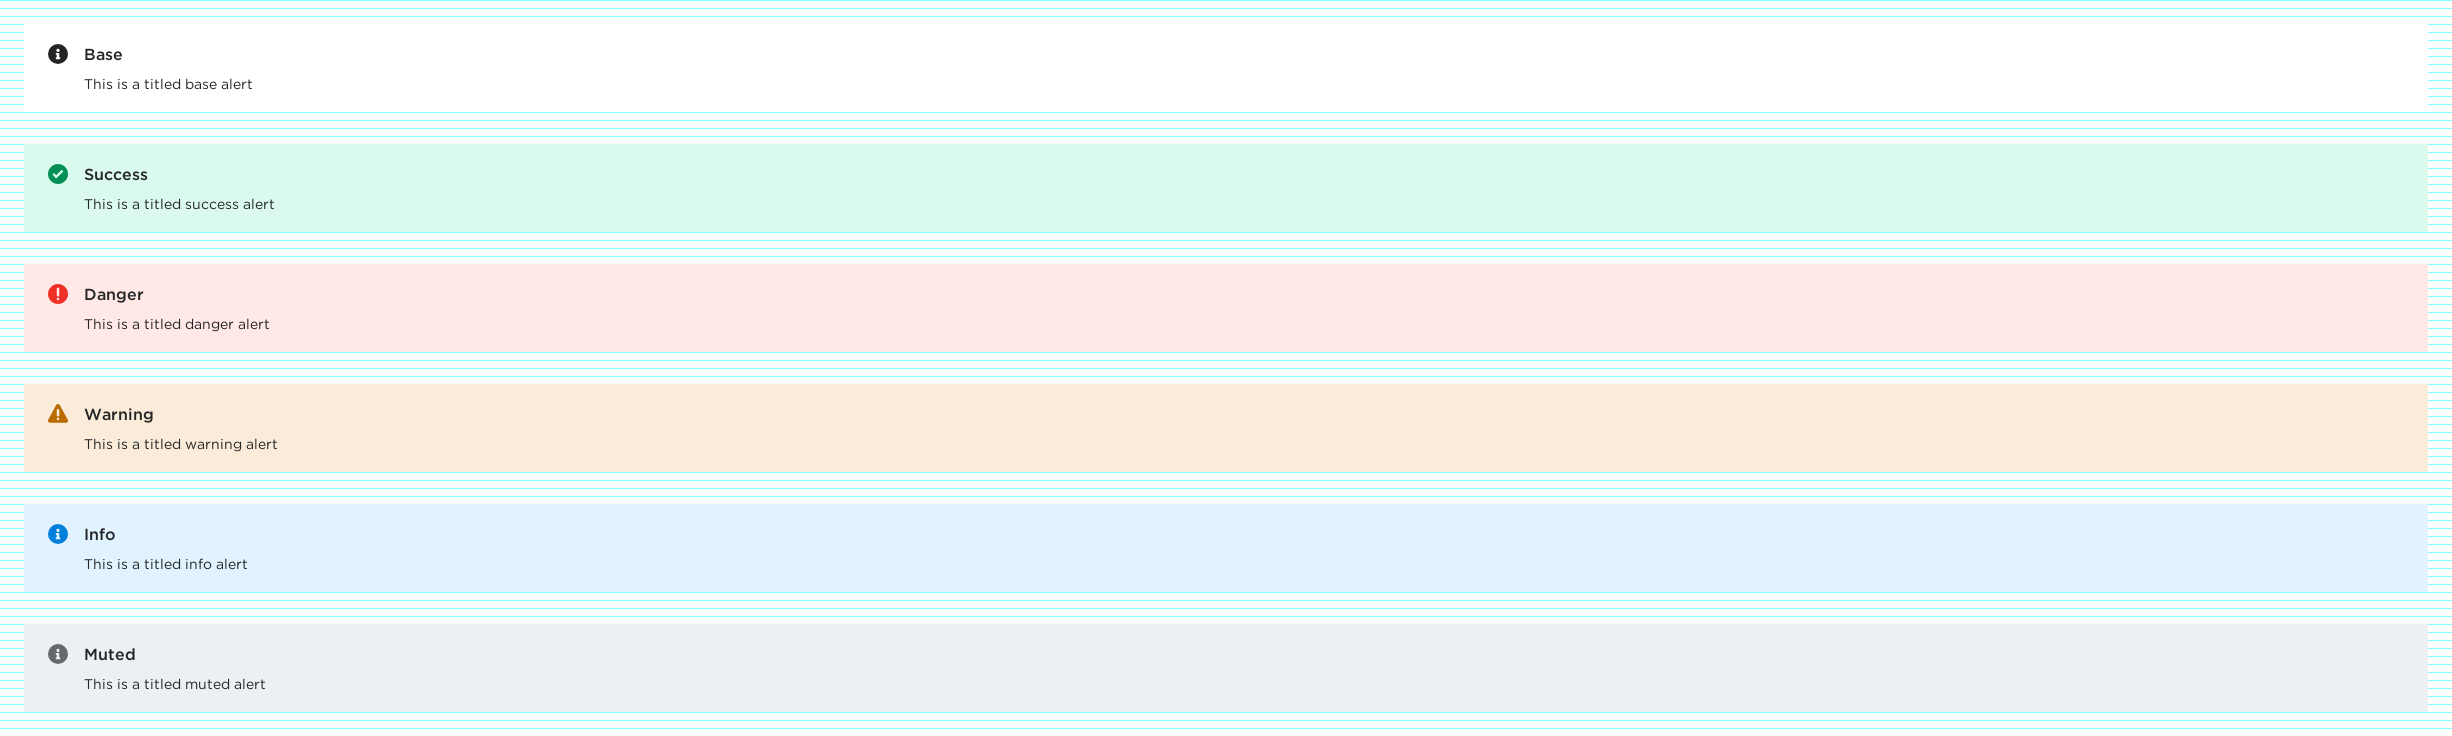 Base
This is a titled base alert
Success
This is a titled success alert
Danger
This is a titled danger alert
Warning
This is a titled warning alert
Info
This is a titled info alert
Muted
This is a titled muted alert